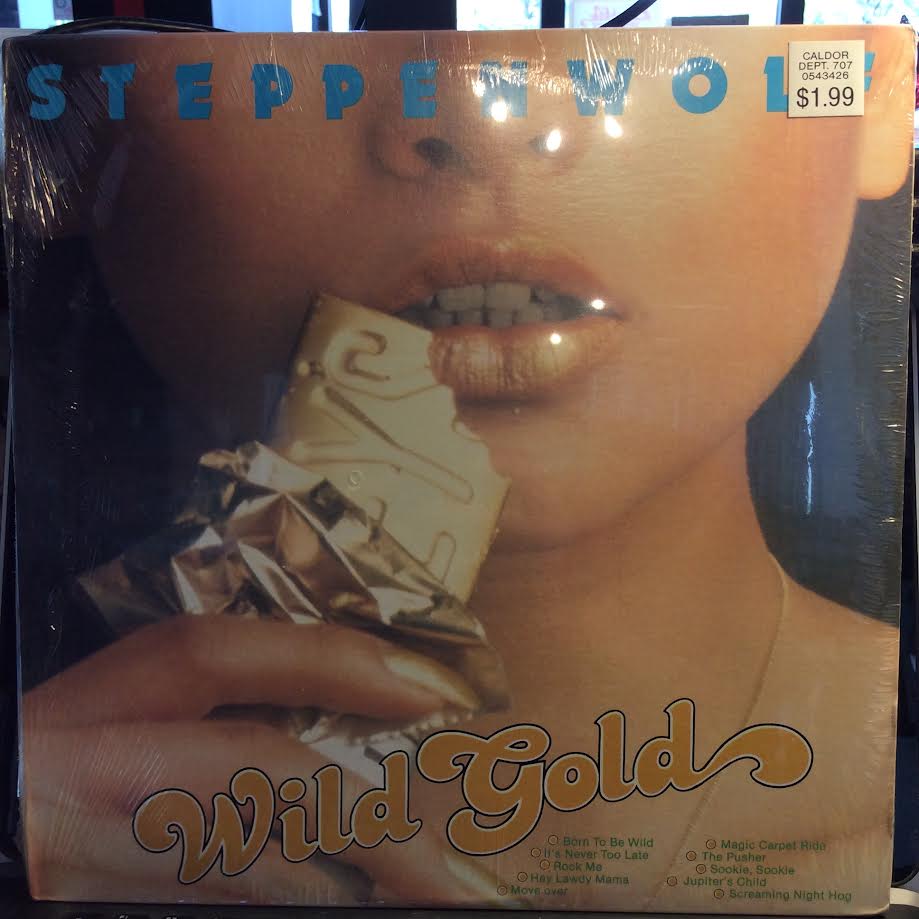 STEPPENWOLF
CALDOR
DEPT. 707
0543426
$1.99
Wild Gold
Born To Be Wild
It's Never Too Late
Rock Me
Hey Lawdy Mama
Move over
Magic Carpet Ride
The Pusher
Sookie, Sookie
Jupiter's Child
Screaming Night Hog